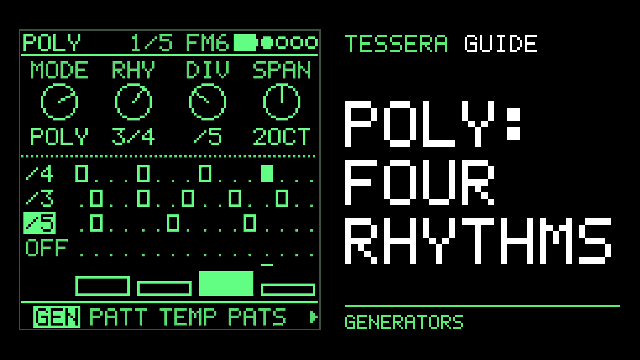 POLY 1/5 FM6
MODE RHY DIV SPAN
POLY 3/4 /5 2OCT
/4
/3
/5
OFF
GEN PATT TEMP PATS
TESSERA GUIDE
POLY:
FOUR
RHYTHMS
GENERATORS